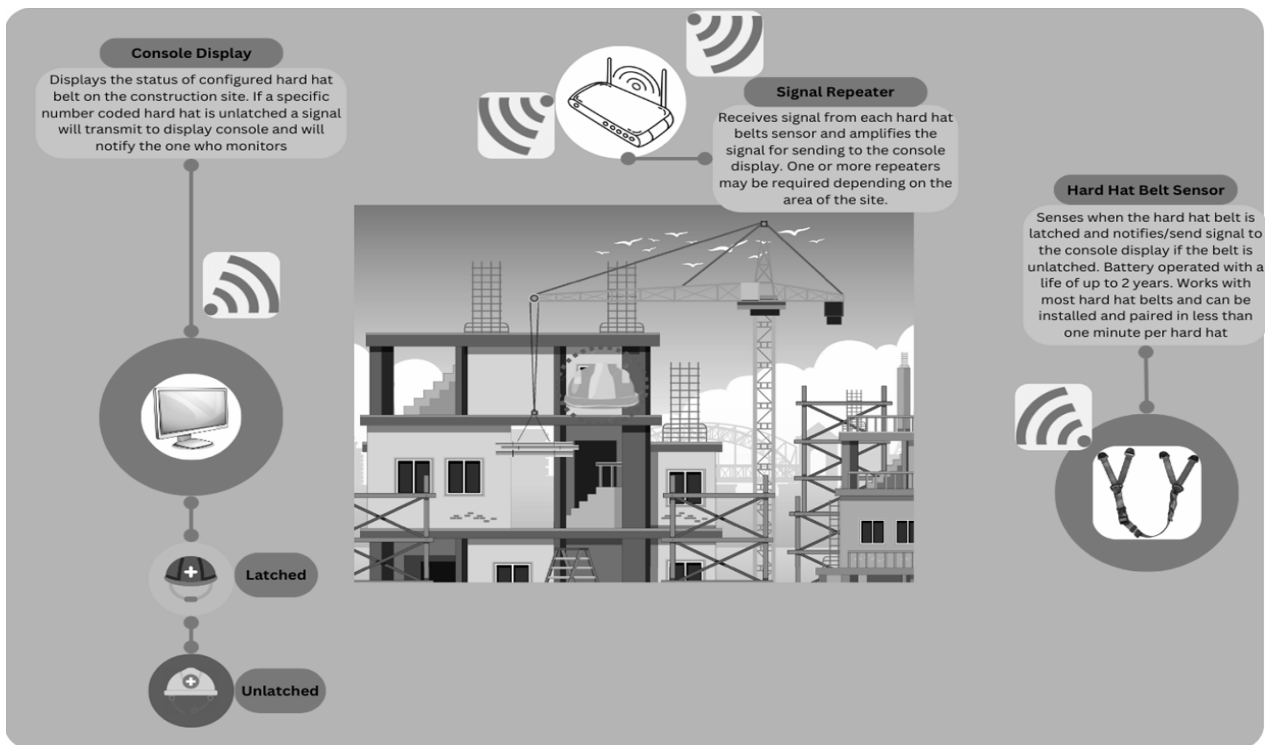 Console Display
Displays the status of configured hard hat
belt on the construction site. If a specific
number coded hard hat is unlatched a signal
will transmit to display console and will
notify the one who monitors
Signal Repeater
Receives signal from each hard hat
belts sensor and amplifies the
signal for sending to the console
display. One or more repeaters
may be required depending on the
area of the site.
Hard Hat Belt Sensor
Senses when the hard hat belt is
latched and notifies/send signal to
the console display if the belt is
unlatched. Battery operated with a
life of up to 2 years. Works with
most hard hat belts and can be
installed and paired in less than
one minute per hard hat
Latched
Unlatched